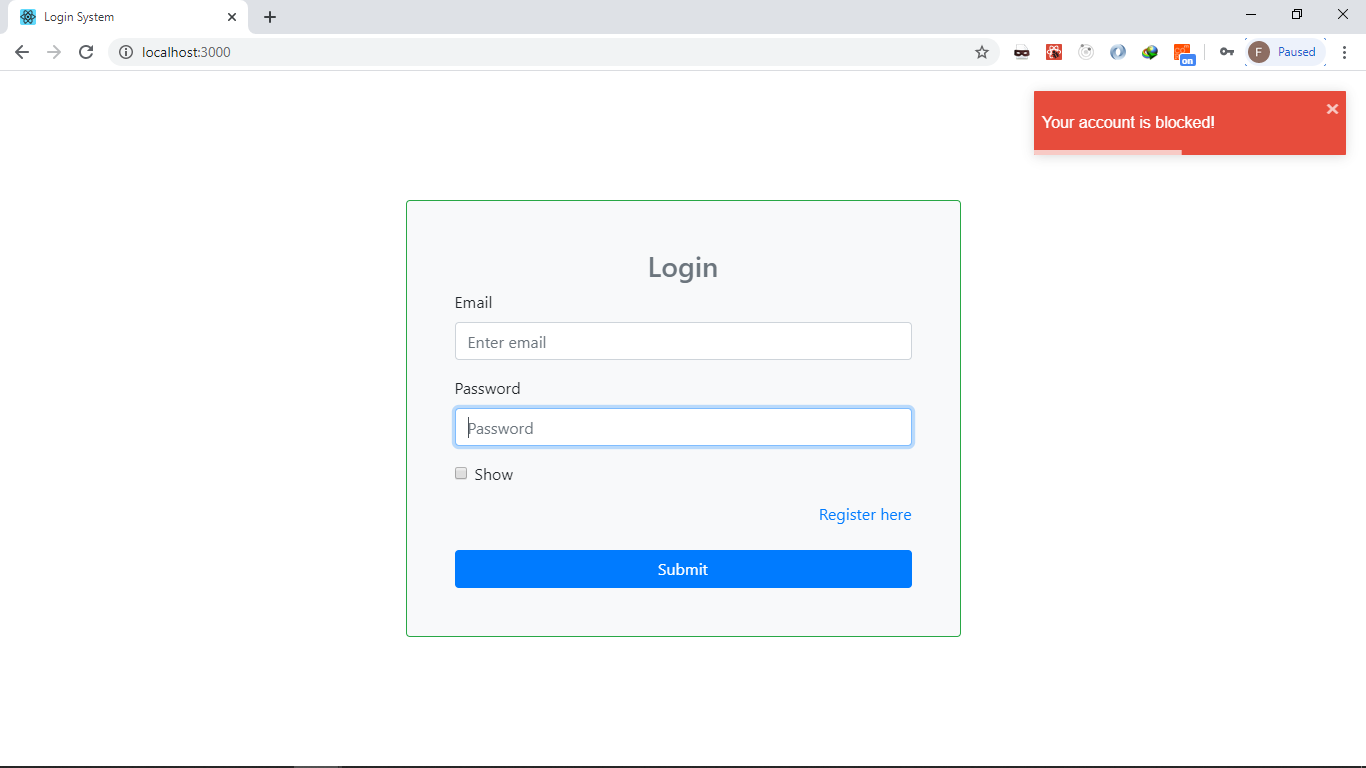 Login System
localhost:3000
on
F
Paused
Your account is blocked!
Login
Email
Enter email
Password
Password
Show
Register here
Submit